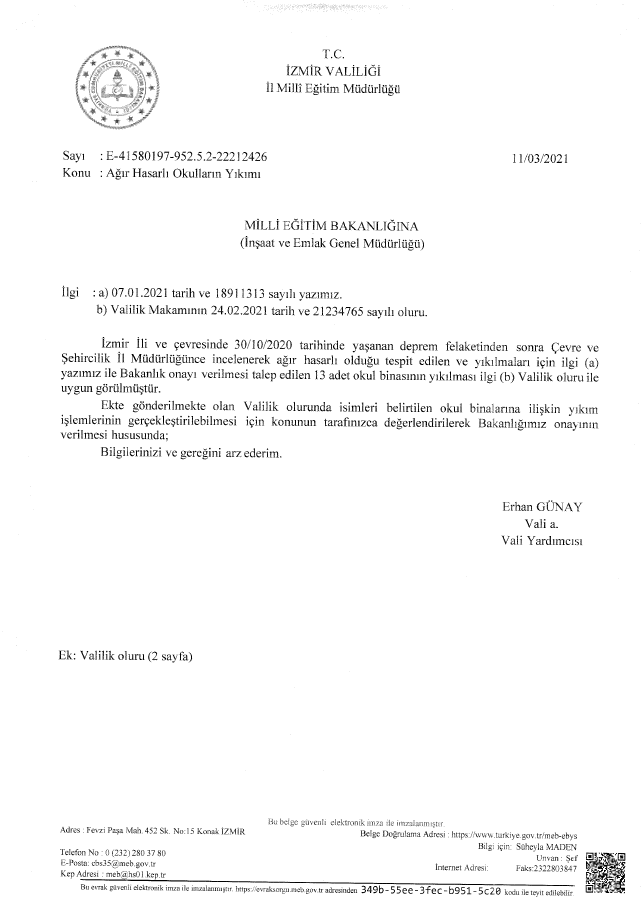 T.C.
İZMİR VALİLİĞİ
İl Milli Eğitim Müdürlüğü
Sayı : E-41580197-952.5.2-22212426
11/03/2021
Konu : Ağır Hasarlı Okulların Yıkımı
MİLLİ EĞİTİM BAKANLIĞINA
(İnşaat ve Emlak Genel Müdürlüğü)
İlgi : a) 07.01.2021 tarih ve 18911313 sayılı yazımız.
b) Valilik Makamının 24.02.2021 tarih ve 21234765 sayılı oluru.
İzmir İli ve çevresinde 30/10/2020 tarihinde yaşanan deprem felaketinden sonra Çevre ve
Şehircilik İl Müdürlüğünce incelenerek ağır hasarlı olduğu tespit edilen ve yıkılmaları için ilgi (a)
yazımız ile Bakanlık onayı verilmesi talep edilen 13 adet okul binasının yıkılması ilgi (b) Valilik oluru ile
uygun görülmüştür.
Ekte gönderilmekte olan Valilik olurunda isimleri belirtilen okul binalarına ilişkin yıkım
işlemlerinin gerçekleştirilebilmesi için konunun tarafınızca değerlendirilerek Bakanlığımız onayının
verilmesi hususunda;
Bilgilerinizi ve gereğini arz ederim.
Erhan GÜNAY
Vali a.
Vali Yardımcısı
Ek: Valilik oluru (2 sayfa)
Bu belge güvenli elektronik imza ile imzalanmıştır.
Adres : Fevzi Paşa Mah. 452 Sk. No:15 Konak İZMİR
Belge Doğrulama Adresi : https://www.turkiye.gov.tr/meb-ebys
Bilgi için: Süheyla MADEN
Telefon No : 0 (232) 280 37 80
Unvan : Şef
E-Posta: ebs35@meb.gov.tr
İnternet Adresi: Faks:2322803847
Kep Adresi : meb@hs01.kep.tr
Bu evrak güvenli elektronik imza ile imzalanmıştır. https://evraksorgu.meb.gov.tr adresinden 349b-55ee-3fec-b951-5c20 kodu ile teyit edilebilir.